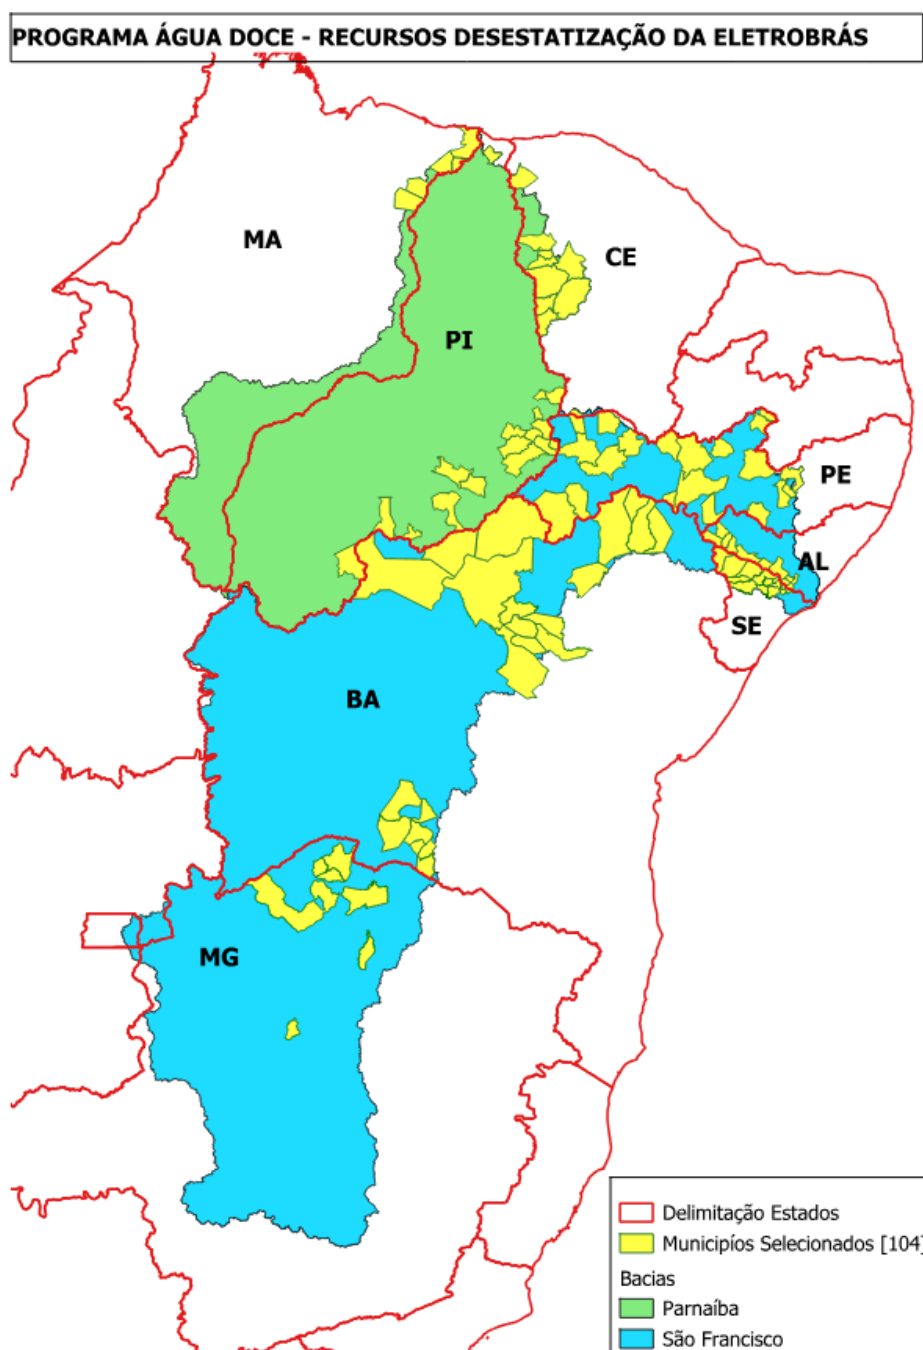 PROGRAMA ÁGUA DOCE - RECURSOS DESESTATIZAÇÃO DA ELETROBRÁS
MA
CE
PI
PE
AL
SE
BA
MG
Delimitação Estados
Municipíos Selecionados [104]
Bacias
Parnaíba
São Francisco